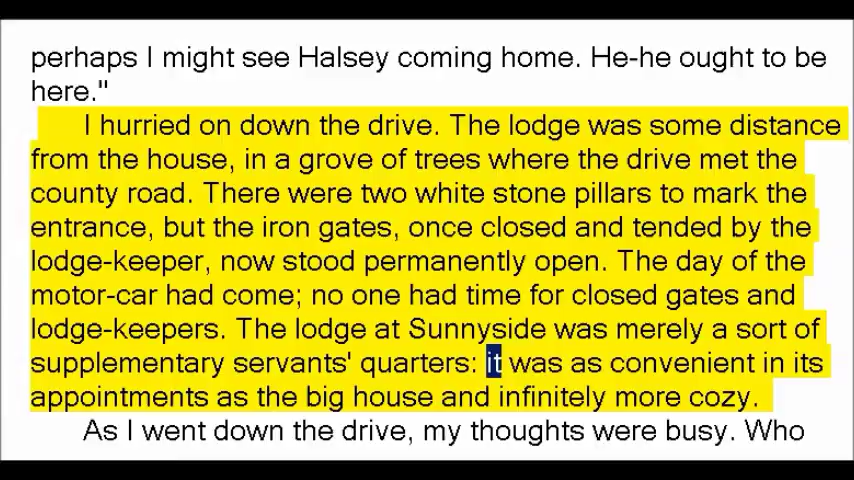 perhaps I might see Halsey coming home. He-he ought to be
here."
I hurried on down the drive. The lodge was some distance
from the house, in a grove of trees where the drive met the
county road. There were two white stone pillars to mark the
entrance, but the iron gates, once closed and tended by the
lodge-keeper, now stood permanently open. The day of the
motor-car had come; no one had time for closed gates and
lodge-keepers. The lodge at Sunnyside was merely a sort of
supplementary servants' quarters: it was as convenient in its
appointments as the big house and infinitely more cozy.
As I went down the drive, my thoughts were busy. Who